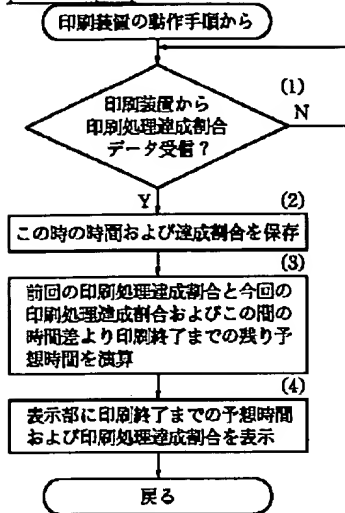 印刷装置の動作手順から
(1)
印刷装置から
印刷処理達成割合
データ受信？
N
Y
(2)
この時の時間および達成割合を保存
(3)
前回の印刷処理達成割合と今回の
印刷処理達成割合およびこの間の
時間差より印刷終了までの残り予
想時間を演算
(4)
表示部に印刷終了までの予想時間
および印刷処理達成割合を表示
戻る